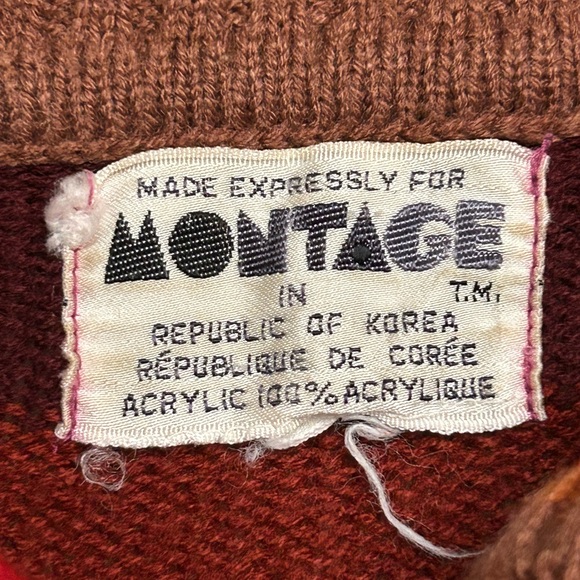 MADE EXPRESSLY FOR
MONTAGE
T.M.
IN
REPUBLIC OF KOREA
RÉPUBLIQUE DE CORÉE
ACRYLIC 100% ACRYLIQUE